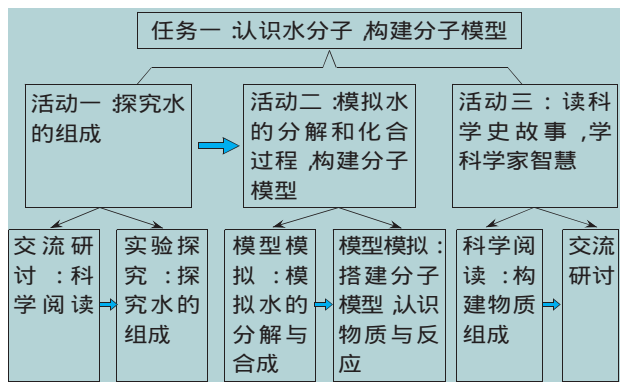 任务一:认识水分子,构建分子模型
活动一:探究水
的组成
活动二:模拟水
的分解和化合
过程,构建分子
模型
活动三:读科
学史故事,学
科学家智慧
交流研
讨:科
学阅读
实验探
究:探
究水的
组成
模型模
拟:模
拟水的
分解与
合成
模型模拟:
搭建分子
模型,认识
物质与反
应
科学阅
读:构
建物质
组成
交流
研讨